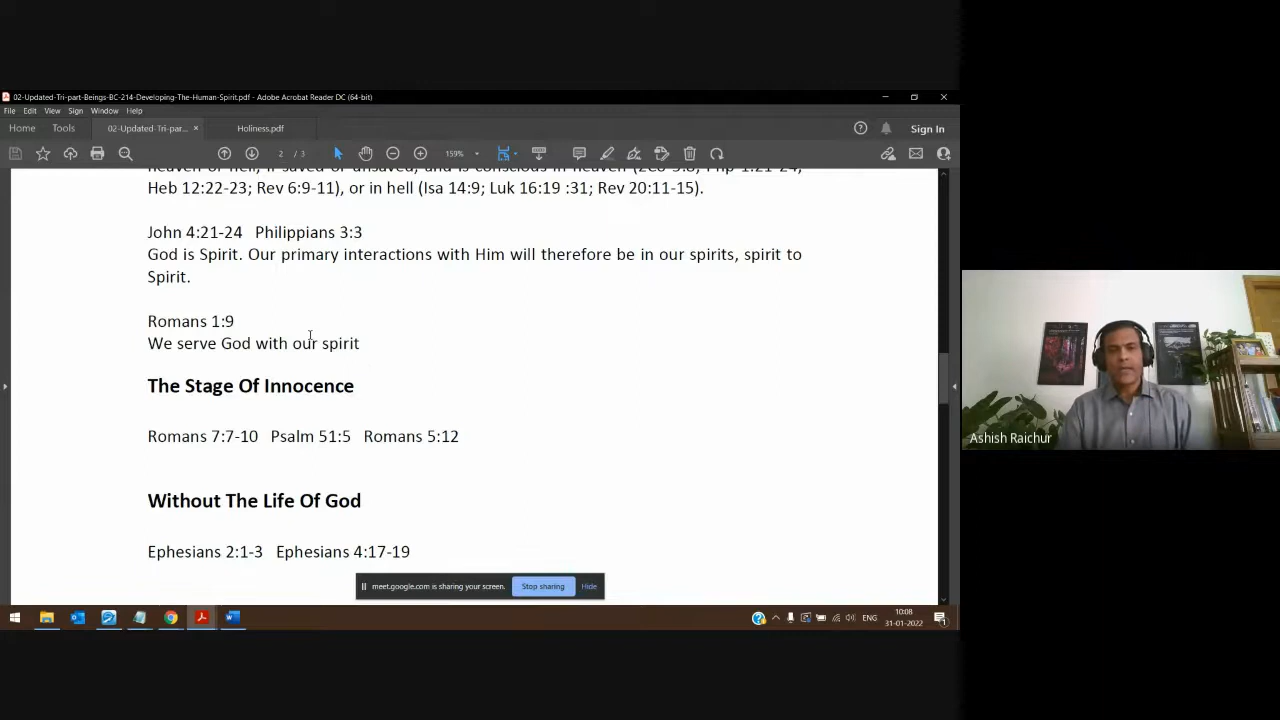 02-Updated-Tri-part-Beings-BC-214-Developing-The-Human-Spirit.pdf - Adobe Acrobat Reader DC (64-bit)
File Edit View Sign Window Help
Home Tools 02-Updated-Tri-par... × Holiness.pdf Sign In
2 / 3 159%
Heb 12:22-23; Rev 6:9-11), or in hell (Isa 14:9; Luk 16:19 :31; Rev 20:11-15).
John 4:21-24 Philippians 3:3
God is Spirit. Our primary interactions with Him will therefore be in our spirits, spirit to
Spirit.
Romans 1:9
We serve God with our spirit
The Stage Of Innocence
Romans 7:7-10 Psalm 51:5 Romans 5:12
Without The Life Of God
Ephesians 2:1-3 Ephesians 4:17-19
meet.google.com is sharing your screen. Stop sharing Hide
Ashish Raichur
ENG
10:08
31-01-2022